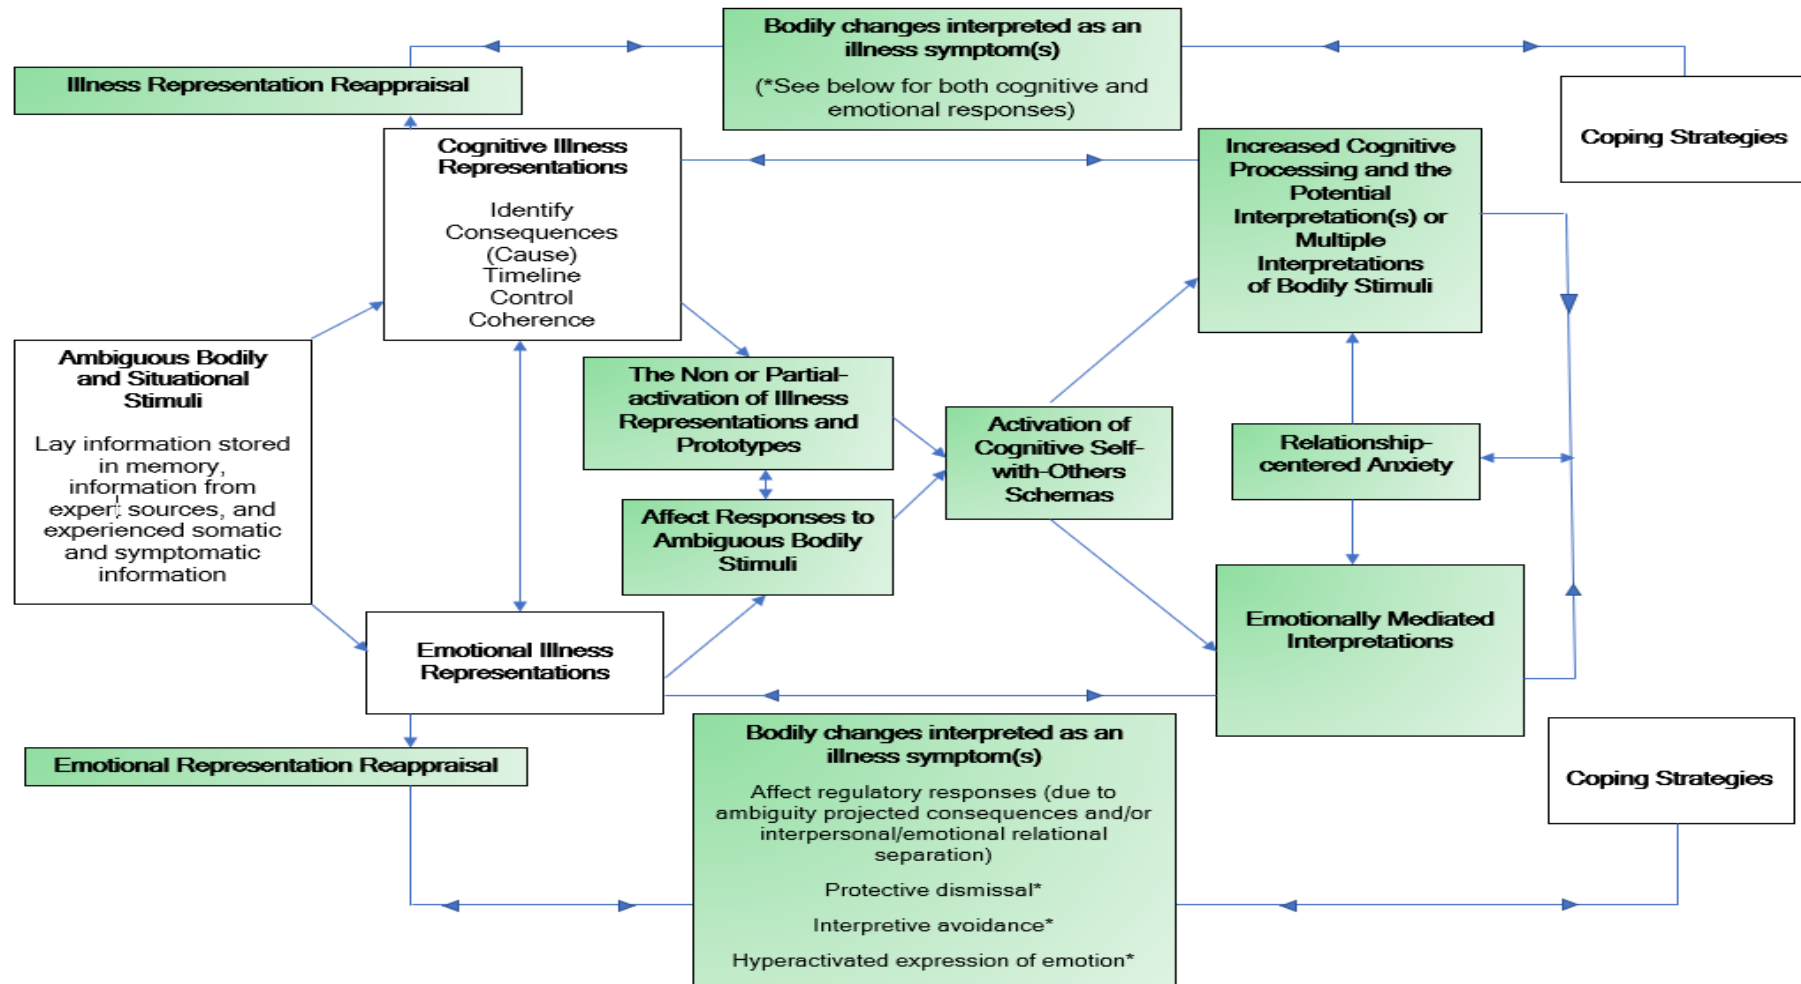 Bodily changes interpreted as an
illness symptom(s)
(*See below for both cognitive and
emotional responses)
Illness Representation Reappraisal
Coping Strategies
Cognitive Illness
Representations
Identify
Consequences
(Cause)
Timeline
Control
Coherence
Increased Cognitive
Processing and the
Potential
Interpretation(s) or
Multiple
Interpretations
of Bodily Stimuli
Ambiguous Bodily
and Situational
Stimuli
Lay information stored
in memory,
information from
expert sources, and
experienced somatic
and symptomatic
information
The Non or Partial-
activation of Illness
Representations and
Prototypes
Activation of
Cognitive Self-
with-Others
Schemas
Relationship-
centered Anxiety
Affect Responses to
Ambiguous Bodily
Stimuli
Emotional Illness
Representations
Emotionally Mediated
Interpretations
Emotional Representation Reappraisal
Bodily changes interpreted as an
illness symptom(s)
Affect regulatory responses (due to
ambiguity projected consequences and/or
interpersonal/emotional relational
separation)
Protective dismissal*
Interpretive avoidance*
Hyperactivated expression of emotion*
Coping Strategies